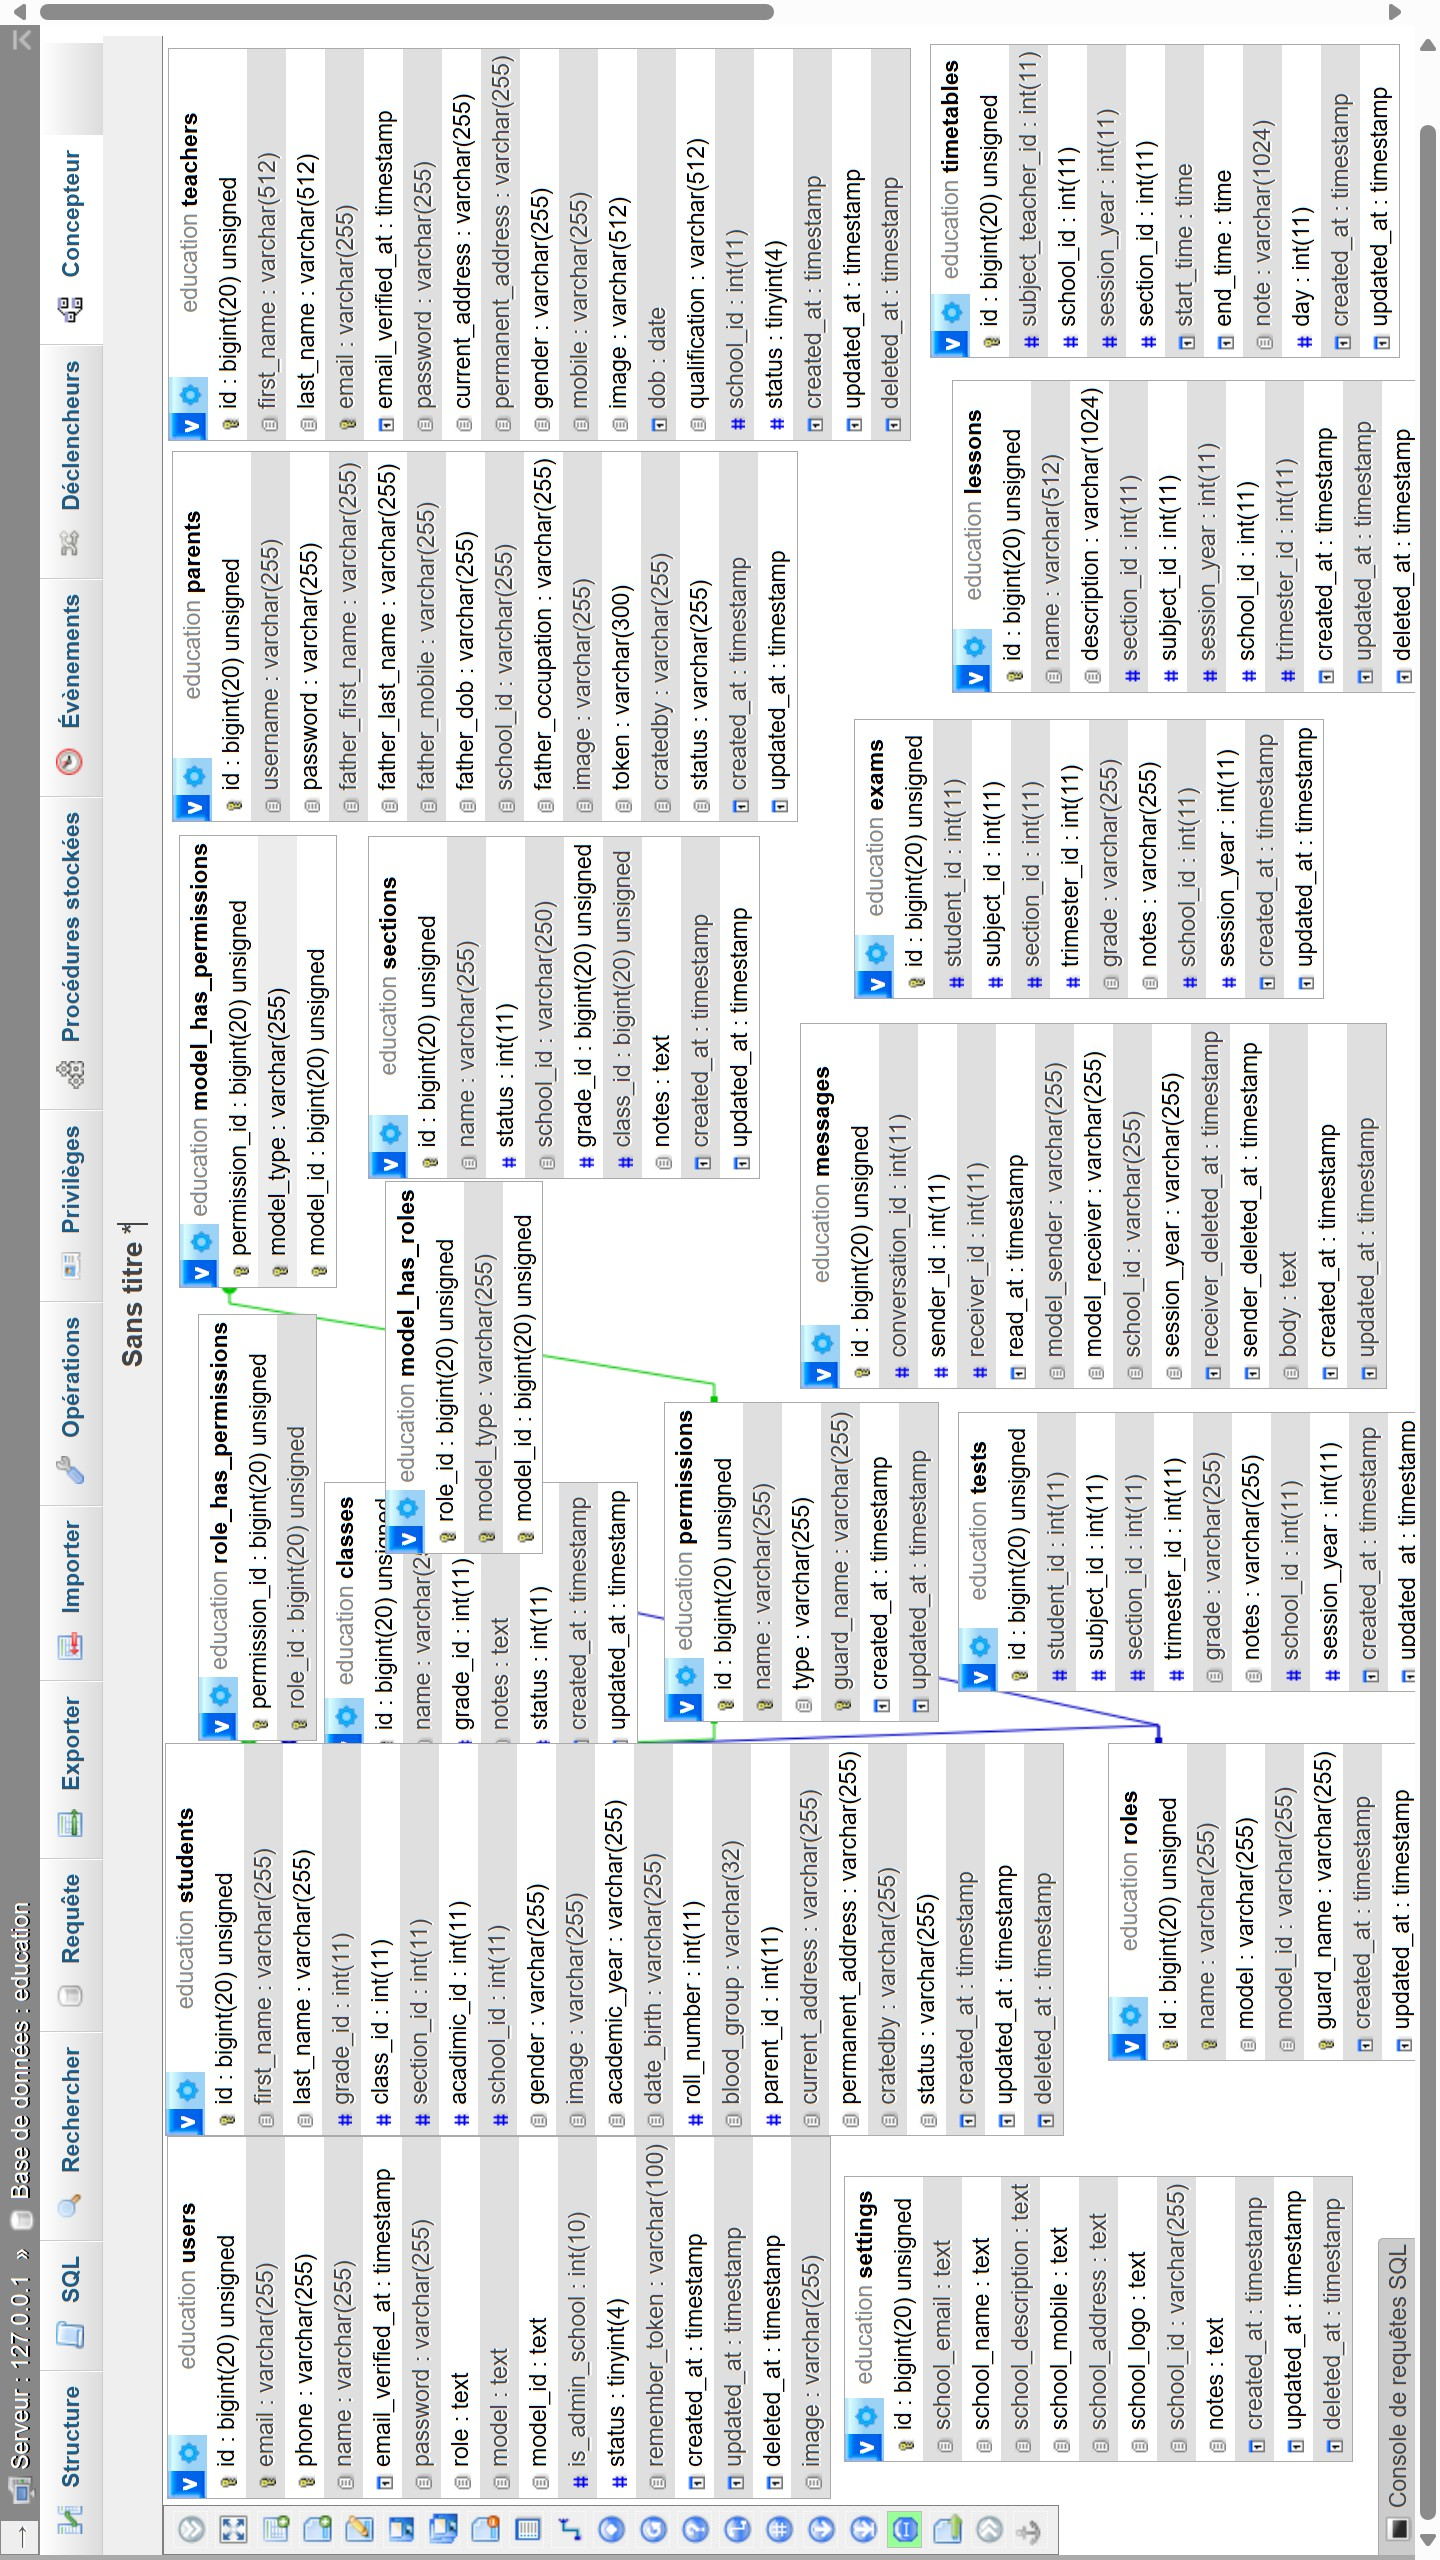 Serveur : 127.0.0.1 » Base de données : education
Structure
SQL
Rechercher
Requête
Exporter
Importer
Opérations
Privilèges
Procédures stockées
Évènements
Déclencheurs
Concepteur
Sans titre *
v education users
id : bigint(20) unsigned
email : varchar(255)
phone : varchar(255)
name : varchar(255)
email_verified_at : timestamp
password : varchar(255)
role : text
model : text
model_id : text
# is_admin_school : int(10)
# status : tinyint(4)
remember_token : varchar(100)
created_at : timestamp
updated_at : timestamp
deleted_at : timestamp
image : varchar(255)
v education students
id : bigint(20) unsigned
first_name : varchar(255)
last_name : varchar(255)
# grade_id : int(11)
# class_id : int(11)
# section_id : int(11)
# acadimic_id : int(11)
# school_id : int(11)
gender : varchar(255)
image : varchar(255)
academic_year : varchar(255)
date_birth : varchar(255)
# roll_number : int(11)
blood_group : varchar(32)
# parent_id : int(11)
current_address : varchar(255)
permanent_address : varchar(255)
cratedby : varchar(255)
status : varchar(255)
created_at : timestamp
updated_at : timestamp
deleted_at : timestamp
v education role_has_permissions
permission_id : bigint(20) unsigned
role_id : bigint(20) unsigned
education classes
id : bigint(20) unsigned
name : varchar(2
grade_id : int(11)
notes : text
status : int(11)
created_at : timestamp
updated_at : timestamp
v education model_has_roles
role_id : bigint(20) unsigned
model_type : varchar(255)
model_id : bigint(20) unsigned
v education model_has_permissions
permission_id : bigint(20) unsigned
model_type : varchar(255)
model_id : bigint(20) unsigned
v education sections
id : bigint(20) unsigned
name : varchar(255)
# status : int(11)
school_id : varchar(250)
# grade_id : bigint(20) unsigned
# class_id : bigint(20) unsigned
notes : text
created_at : timestamp
updated_at : timestamp
v education parents
id : bigint(20) unsigned
username : varchar(255)
password : varchar(255)
father_first_name : varchar(255)
father_last_name : varchar(255)
father_mobile : varchar(255)
father_dob : varchar(255)
school_id : varchar(255)
father_occupation : varchar(255)
image : varchar(255)
token : varchar(300)
cratedby : varchar(255)
status : varchar(255)
created_at : timestamp
updated_at : timestamp
v education teachers
id : bigint(20) unsigned
first_name : varchar(512)
last_name : varchar(512)
email : varchar(255)
email_verified_at : timestamp
password : varchar(255)
current_address : varchar(255)
permanent_address : varchar(255)
gender : varchar(255)
mobile : varchar(255)
image : varchar(512)
dob : date
qualification : varchar(512)
# school_id : int(11)
# status : tinyint(4)
created_at : timestamp
updated_at : timestamp
deleted_at : timestamp
v education settings
id : bigint(20) unsigned
school_email : text
school_name : text
school_description : text
school_mobile : text
school_address : text
school_logo : text
school_id : varchar(255)
notes : text
created_at : timestamp
updated_at : timestamp
deleted_at : timestamp
v education roles
id : bigint(20) unsigned
name : varchar(255)
model : varchar(255)
model_id : varchar(255)
guard_name : varchar(255)
created_at : timestamp
updated_at : timestamp
v education permissions
id : bigint(20) unsigned
name : varchar(255)
type : varchar(255)
guard_name : varchar(255)
created_at : timestamp
updated_at : timestamp
v education tests
id : bigint(20) unsigned
# student_id : int(11)
# subject_id : int(11)
# section_id : int(11)
# trimester_id : int(11)
grade : varchar(255)
notes : varchar(255)
# school_id : int(11)
# session_year : int(11)
created_at : timestamp
updated_at : timestamp
v education messages
id : bigint(20) unsigned
# conversation_id : int(11)
# sender_id : int(11)
# receiver_id : int(11)
read_at : timestamp
model_sender : varchar(255)
model_receiver : varchar(255)
school_id : varchar(255)
session_year : varchar(255)
receiver_deleted_at : timestamp
sender_deleted_at : timestamp
body : text
created_at : timestamp
updated_at : timestamp
v education exams
id : bigint(20) unsigned
# student_id : int(11)
# subject_id : int(11)
# section_id : int(11)
# trimester_id : int(11)
grade : varchar(255)
notes : varchar(255)
# school_id : int(11)
# session_year : int(11)
created_at : timestamp
updated_at : timestamp
v education lessons
id : bigint(20) unsigned
name : varchar(512)
description : varchar(1024)
# section_id : int(11)
# subject_id : int(11)
# session_year : int(11)
# school_id : int(11)
# trimester_id : int(11)
created_at : timestamp
updated_at : timestamp
deleted_at : timestamp
v education timetables
id : bigint(20) unsigned
# subject_teacher_id : int(11)
# school_id : int(11)
# session_year : int(11)
# section_id : int(11)
start_time : time
end_time : time
note : varchar(1024)
# day : int(11)
created_at : timestamp
updated_at : timestamp
Console de requêtes SQL